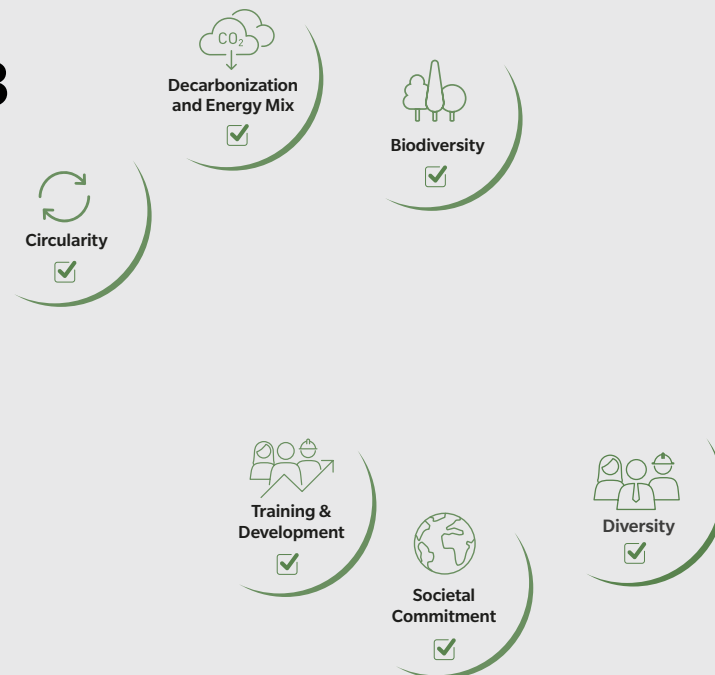 CO₂
Decarbonization
and Energy Mix
Biodiversity
Circularity
Training &
Development
Diversity
Societal
Commitment